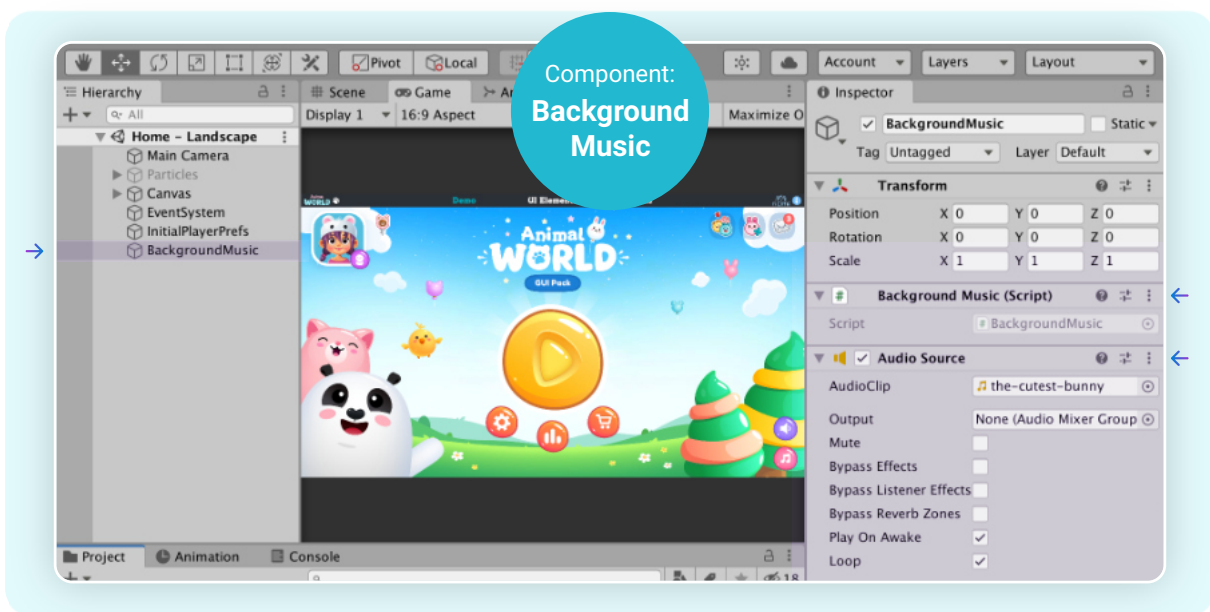 Component:
Background
Music
Pivot
Local
Account
Layers
Layout
Hierarchy
Scene
Game
Inspector
All
Display 1
16:9 Aspect
Maximize O
BackgroundMusic
Static
Tag Untagged
Layer Default
Home - Landscape
Main Camera
Particles
Canvas
EventSystem
InitialPlayerPrefs
BackgroundMusic
WORLD
Demo
Animal
WORLD
GUI Pack
Transform
Position X 0 Y 0 Z 0
Rotation X 0 Y 0 Z 0
Scale X 1 Y 1 Z 1
# Background Music (Script)
Script # BackgroundMusic
Audio Source
AudioClip the-cutest-bunny
Output None (Audio Mixer Group
Mute
Bypass Effects
Bypass Listener Effects
Bypass Reverb Zones
Play On Awake
Loop
Project
Animation
Console
18